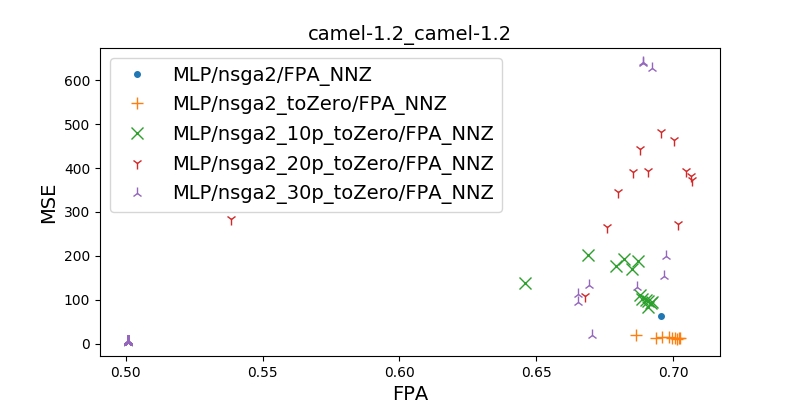 camel-1.2_camel-1.2
MLP/nsga2/FPA_NNZ
MLP/nsga2_toZero/FPA_NNZ
MLP/nsga2_10p_toZero/FPA_NNZ
MLP/nsga2_20p_toZero/FPA_NNZ
MLP/nsga2_30p_toZero/FPA_NNZ
MSE
600
500
400
300
200
100
0
0.50 0.55 0.60 0.65 0.70
FPA